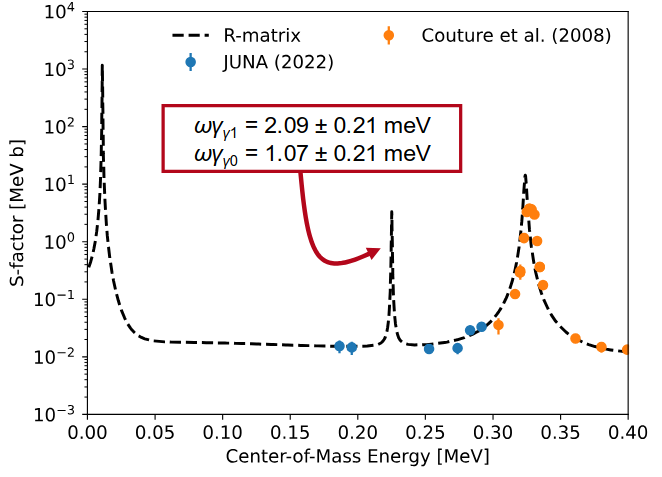 R-matrix
JUNA (2022)
Couture et al. (2008)
ωγ_γ1 = 2.09 ± 0.21 meV
ωγ_γ0 = 1.07 ± 0.21 meV
S-factor [MeV b]
10⁴
10³
10²
10¹
10⁰
10⁻¹
10⁻²
10⁻³
0.00 0.05 0.10 0.15 0.20 0.25 0.30 0.35 0.40
Center-of-Mass Energy [MeV]